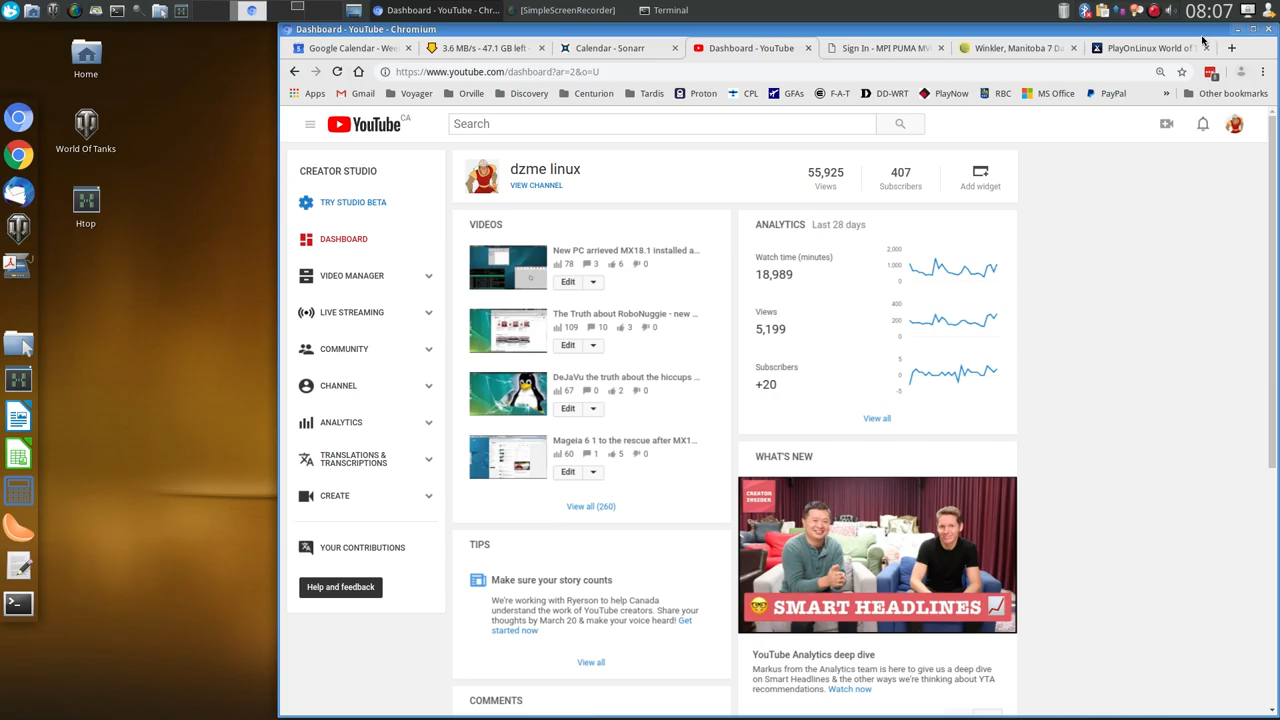 Dashboard - YouTube - Chr...
[SimpleScreenRecorder]
Terminal
08:07
Home
World Of Tanks
Htop
Dashboard - YouTube - Chromium
Google Calendar - Wee
3.6 MB/s - 47.1 GB left -
Calendar - Sonarr
Dashboard - YouTube
Sign In - MPI PUMA MW
Winkler, Manitoba 7 Da
PlayOnLinux World of T
https://www.youtube.com/dashboard?ar=2&o=U
Apps
Gmail
Voyager
Orville
Discovery
Centurion
Tardis
Proton
CPL
GFAs
F-A-T
DD-WRT
PlayNow
RBC
MS Office
PayPal
»
Other bookmarks
YouTube CA
Search
CREATOR STUDIO
TRY STUDIO BETA
DASHBOARD
VIDEO MANAGER
LIVE STREAMING
COMMUNITY
CHANNEL
ANALYTICS
TRANSLATIONS &
TRANSCRIPTIONS
CREATE
YOUR CONTRIBUTIONS
Help and feedback
dzme linux
VIEW CHANNEL
55,925
Views
407
Subscribers
Add widget
VIDEOS
New PC arrieved MX18.1 installed a...
78 3 6 0
Edit
The Truth about RoboNuggie - new ...
109 10 3 0
Edit
DeJaVu the truth about the hiccups ...
67 0 2 0
Edit
Mageia 6 1 to the rescue after MX1...
60 1 5 0
Edit
View all (260)
TIPS
Make sure your story counts
We're working with Ryerson to help Canada
understand the work of YouTube creators. Share your
thoughts by March 20 & make your voice heard! Get
started now
View all
COMMENTS
ANALYTICS Last 28 days
Watch time (minutes)
18,989
2,000
1,000
0
Views
5,199
400
200
0
Subscribers
+20
5
0
-5
View all
WHAT'S NEW
CREATOR
INSIDER
SMART HEADLINES
YouTube Analytics deep dive
Markus from the Analytics team is here to give us a deep dive
on Smart Headlines & the other ways we're thinking about YTA
recommendations. Watch now